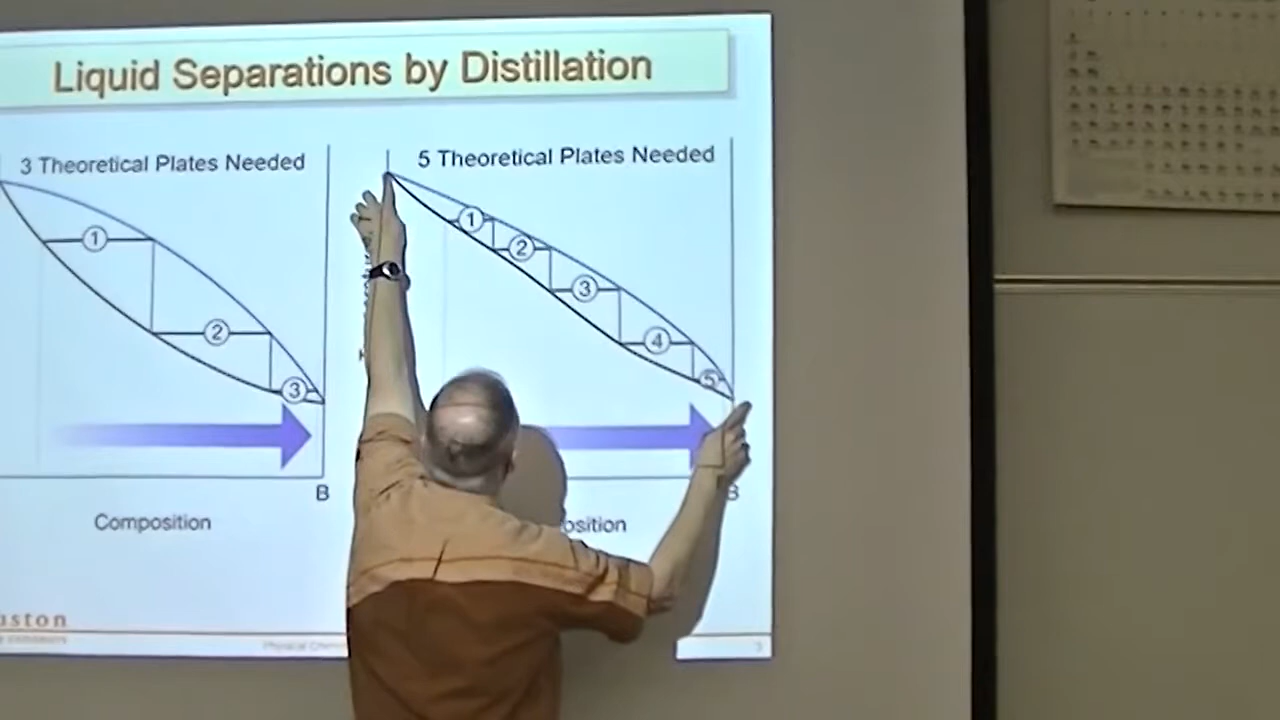 Liquid Separations by Distillation
3 Theoretical Plates Needed
5 Theoretical Plates Needed
1
2
3
1
2
3
4
5
B
B
Composition
osition
uston
Physical Chem
3